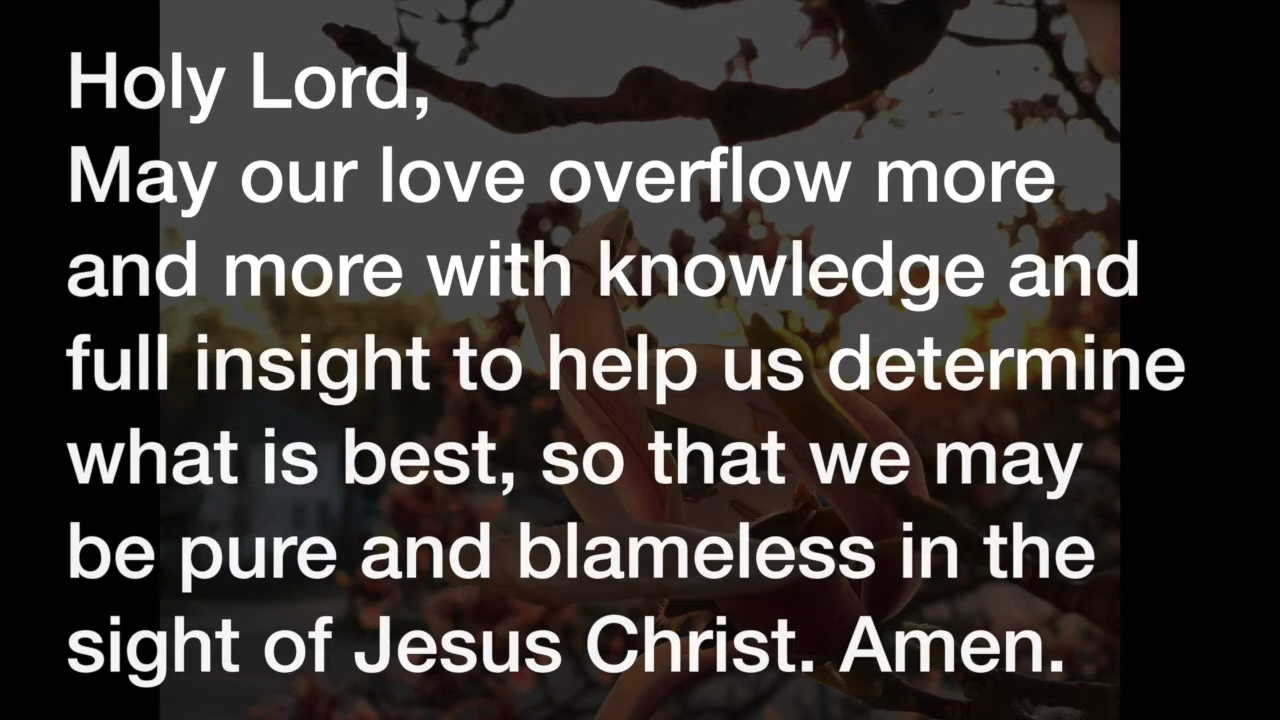 Holy Lord,
May our love overflow more
and more with knowledge and
full insight to help us determine
what is best, so that we may
be pure and blameless in the
sight of Jesus Christ. Amen.